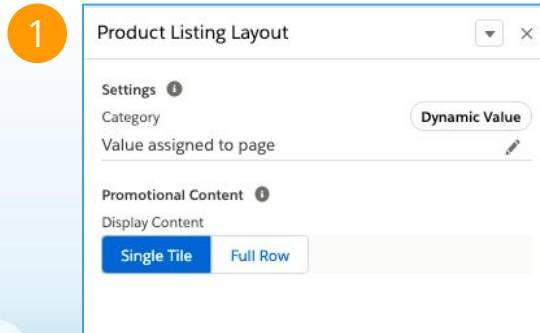 1
Product Listing Layout
Settings
Category
Dynamic Value
Value assigned to page
Promotional Content
Display Content
Single Tile Full Row